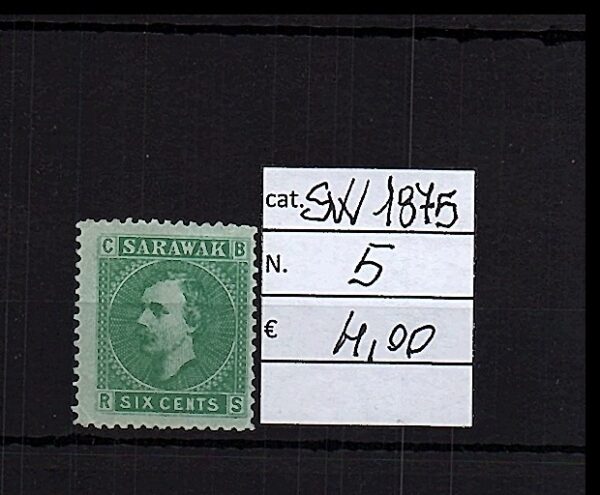 C SARAWAK B
R SIX CENTS S
cat. SW 1875
N. 5
€ 4,00